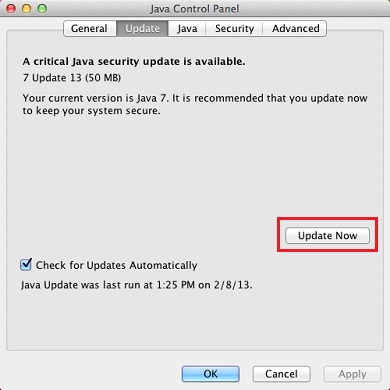 Java Control Panel
General Update Java Security Advanced
A critical Java security update is available.
7 Update 13 (50 MB)
Your current version is Java 7. It is recommended that you update now
to keep your system secure.
Update Now
Check for Updates Automatically
Java Update was last run at 1:25 PM on 2/8/13.
OK Cancel Apply